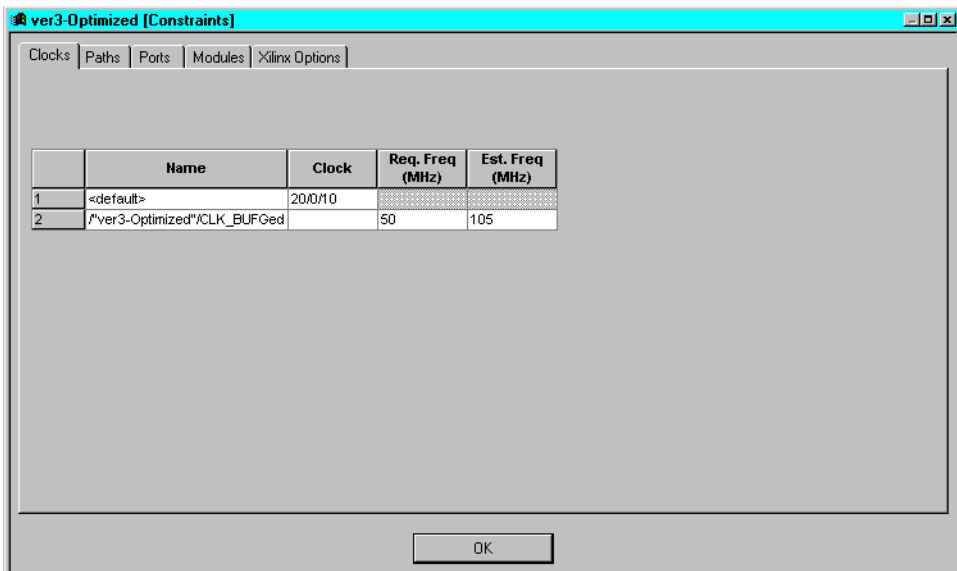 ver3-Optimized [Constraints]
Clocks Paths Ports Modules Xilinx Options
Name Clock Req. Freq (MHz) Est. Freq (MHz)
1 <default> 20/0/10
2 /"ver3-Optimized"/CLK_BUFGed 50 105
OK